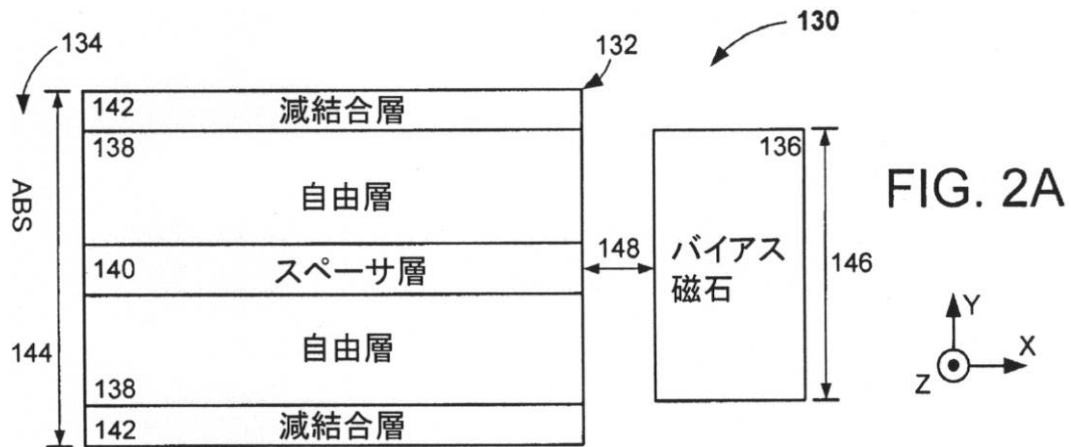 134
132
130
142 減結合層
138
136
自由層
ABS
FIG. 2A
140 スペーサ層
148
バイアス
磁石
146
144
自由層
138
142 減結合層
Y
X
Z